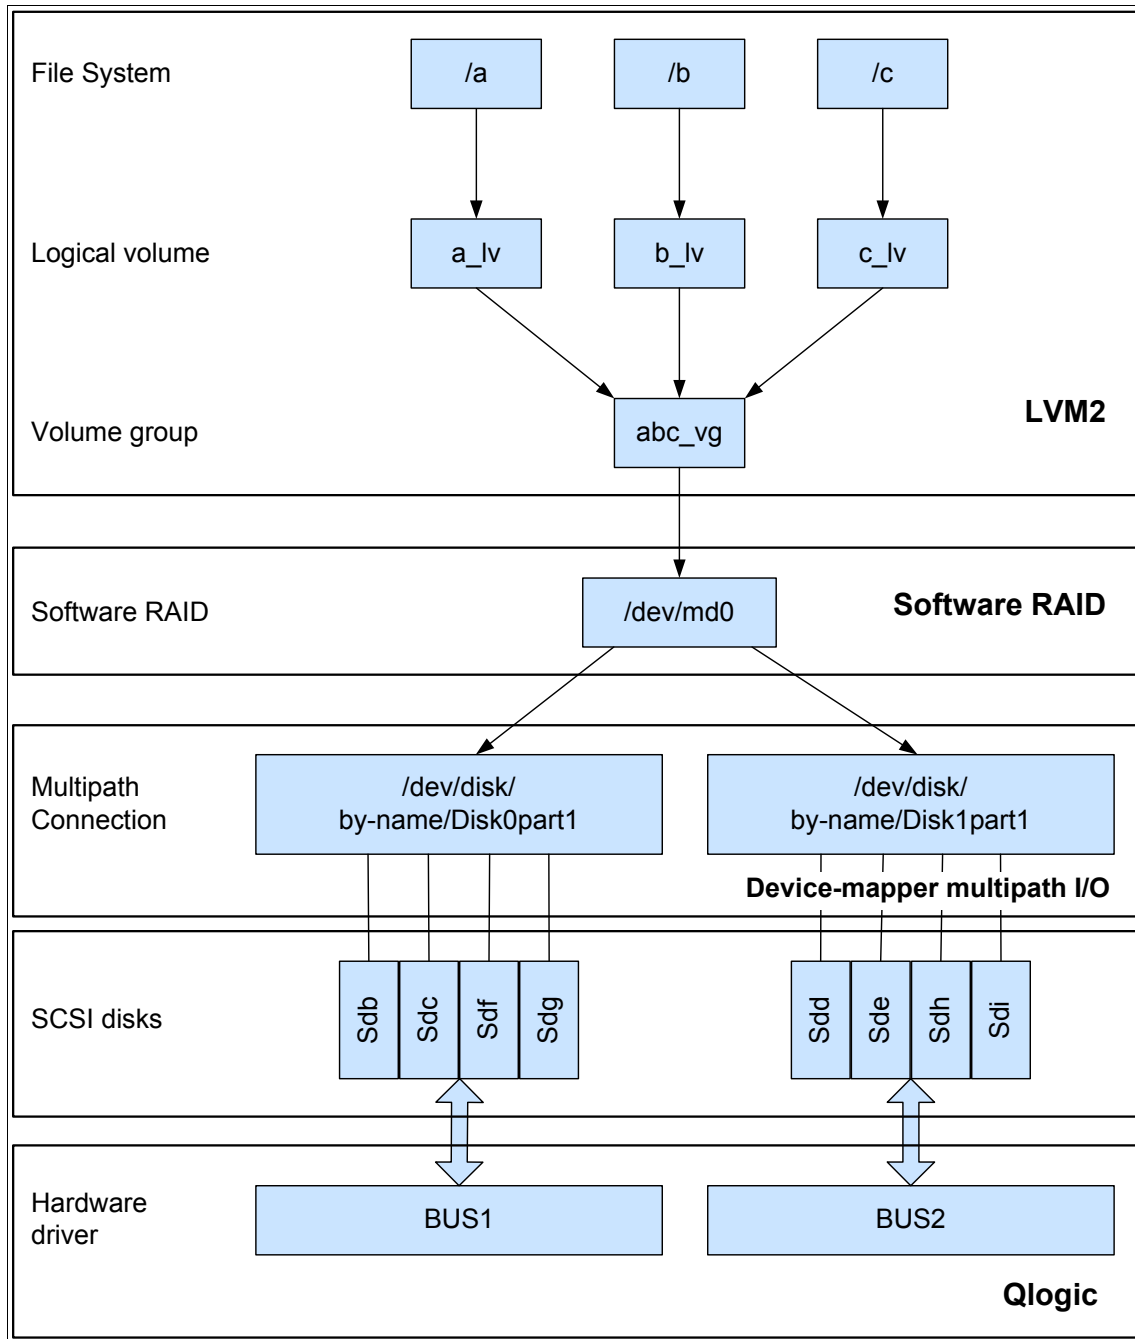 File System
/a
/b
/c
Logical volume
a_lv
b_lv
c_lv
LVM2
Volume group
abc_vg
Software RAID
/dev/md0
Software RAID
Multipath
Connection
/dev/disk/
by-name/Disk0part1
/dev/disk/
by-name/Disk1part1
Device-mapper multipath I/O
SCSI disks
Sdb
Sdc
Sdf
Sdg
Sdd
Sde
Sdh
Sdi
Hardware
driver
BUS1
BUS2
Qlogic